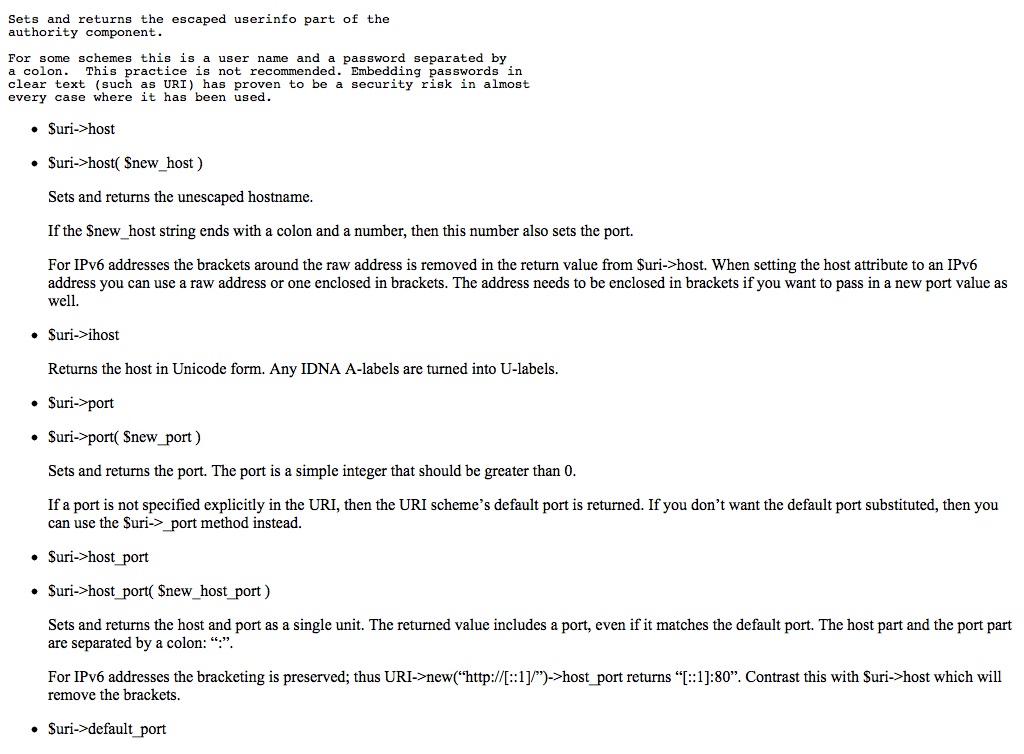 Sets and returns the escaped userinfo part of the
authority component.
For some schemes this is a user name and a password separated by
a colon.  This practice is not recommended. Embedding passwords in
clear text (such as URI) has proven to be a security risk in almost
every case where it has been used.
• $uri->host
• $uri->host( $new_host )
Sets and returns the unescaped hostname.
If the $new_host string ends with a colon and a number, then this number also sets the port.
For IPv6 addresses the brackets around the raw address is removed in the return value from $uri->host. When setting the host attribute to an IPv6
address you can use a raw address or one enclosed in brackets. The address needs to be enclosed in brackets if you want to pass in a new port value as
well.
• $uri->ihost
Returns the host in Unicode form. Any IDNA A-labels are turned into U-labels.
• $uri->port
• $uri->port( $new_port )
Sets and returns the port. The port is a simple integer that should be greater than 0.
If a port is not specified explicitly in the URI, then the URI scheme’s default port is returned. If you don’t want the default port substituted, then you
can use the $uri->_port method instead.
• $uri->host_port
• $uri->host_port( $new_host_port )
Sets and returns the host and port as a single unit. The returned value includes a port, even if it matches the default port. The host part and the port part
are separated by a colon: “:”.
For IPv6 addresses the bracketing is preserved; thus URI->new(“http://[::1]/”)->host_port returns “[::1]:80”. Contrast this with $uri->host which will
remove the brackets.
• $uri->default_port